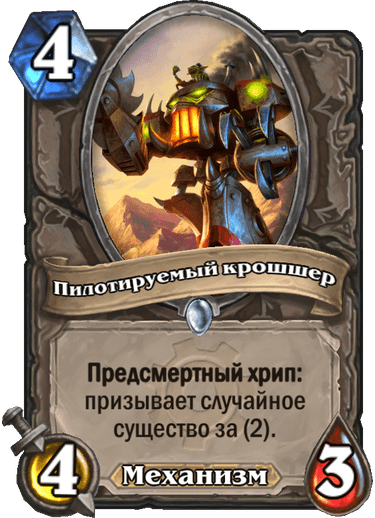 4
Пилотируемый крошшер
Предсмертный хрип:
призывает случайное
существо за (2).
4
Механизм
3